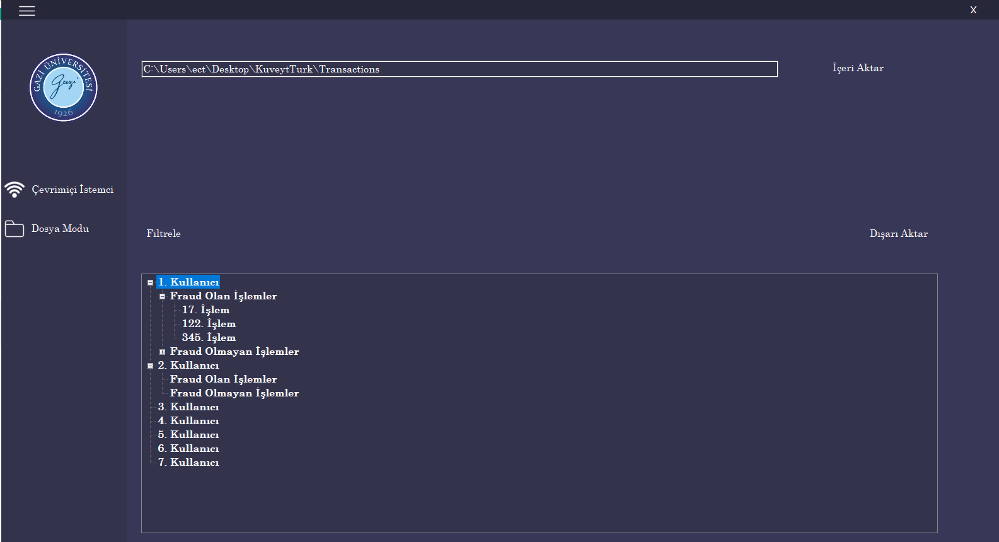 X
GAZİ ÜNİVERSİTESİ
Gazi
1926
C:\Users\ect\Desktop\KuveytTurk\Transactions
İçeri Aktar
Çevrimiçi İstemci
Dosya Modu
Filtrele
Dışarı Aktar
1. Kullanıcı
Fraud Olan İşlemler
17. İşlem
122. İşlem
345. İşlem
Fraud Olmayan İşlemler
2. Kullanıcı
Fraud Olan İşlemler
Fraud Olmayan İşlemler
3. Kullanıcı
4. Kullanıcı
5. Kullanıcı
6. Kullanıcı
7. Kullanıcı